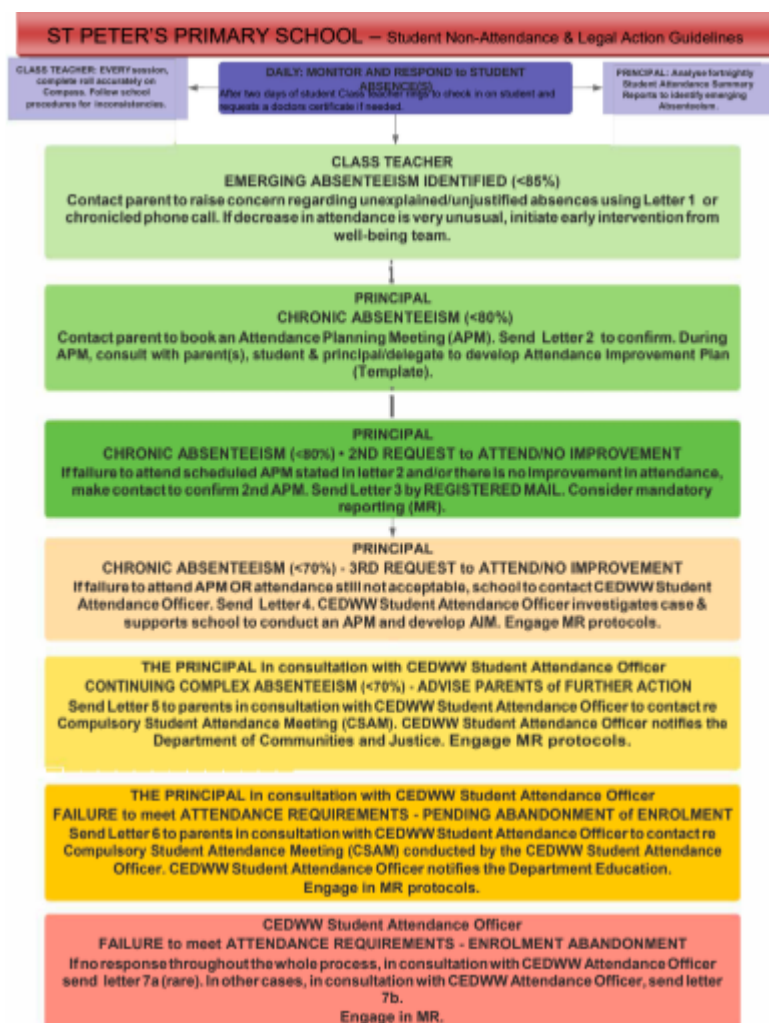 ST PETER'S PRIMARY SCHOOL – Student Non-Attendance & Legal Action Guidelines
CLASS TEACHER: EVERY session,
complete roll accurately on
Compass. Follow school
procedures for inconsistencies.
DAILY: MONITOR AND RESPOND to STUDENT
ABSENCE(S)
After two days of student Class teacher rings to check in on student and
requests a doctors certificate if needed.
PRINCIPAL: Analyse fortnightly
Student Attendance Summary
Reports to identify emerging
Absenteeism.
CLASS TEACHER
EMERGING ABSENTEEISM IDENTIFIED (<85%)
Contact parent to raise concern regarding unexplained/unjustified absences using Letter 1 or
chronicled phone call. If decrease in attendance is very unusual, initiate early intervention from
well-being team.
PRINCIPAL
CHRONIC ABSENTEEISM (<80%)
Contact parent to book an Attendance Planning Meeting (APM). Send Letter 2 to confirm. During
APM, consult with parent(s), student & principal/delegate to develop Attendance Improvement Plan
(Template).
PRINCIPAL
CHRONIC ABSENTEEISM (<80%) • 2ND REQUEST to ATTEND/NO IMPROVEMENT
If failure to attend scheduled APM stated in letter 2 and/or there is no improvement in attendance,
make contact to confirm 2nd APM. Send Letter 3 by REGISTERED MAIL. Consider mandatory
reporting (MR).
PRINCIPAL
CHRONIC ABSENTEEISM (<70%) - 3RD REQUEST to ATTEND/NO IMPROVEMENT
If failure to attend APM OR attendance still not acceptable, school to contact CEDWW Student
Attendance Officer. Send Letter 4. CEDWW Student Attendance Officer investigates case &
supports school to conduct an APM and develop AIM. Engage MR protocols.
THE PRINCIPAL in consultation with CEDWW Student Attendance Officer
CONTINUING COMPLEX ABSENTEEISM (<70%) - ADVISE PARENTS of FURTHER ACTION
Send Letter 5 to parents in consultation with CEDWW Student Attendance Officer to contact re
Compulsory Student Attendance Meeting (CSAM). CEDWW Student Attendance Officer notifies the
Department of Communities and Justice. Engage MR protocols.
THE PRINCIPAL in consultation with CEDWW Student Attendance Officer
FAILURE to meet ATTENDANCE REQUIREMENTS - PENDING ABANDONMENT of ENROLMENT
Send Letter 6 to parents in consultation with CEDWW Student Attendance Officer to contact re
Compulsory Student Attendance Meeting (CSAM) conducted by the CEDWW Student Attendance
Officer. CEDWW Student Attendance Officer notifies the Department Education.
Engage in MR protocols.
CEDWW Student Attendance Officer
FAILURE to meet ATTENDANCE REQUIREMENTS - ENROLMENT ABANDONMENT
If no response throughout the whole process, in consultation with CEDWW Attendance Officer
send letter 7a (rare). In other cases, in consultation with CEDWW Attendance Officer, send letter
7b.
Engage in MR.